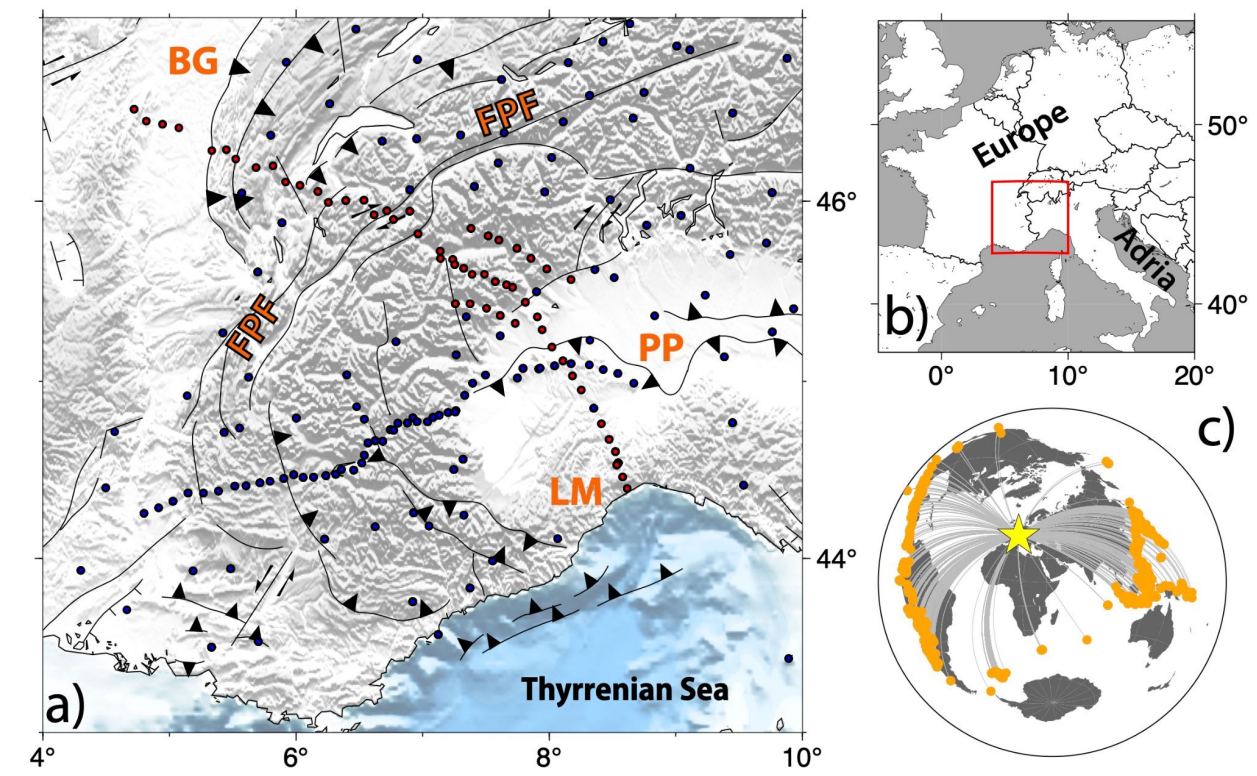 BG
FPF
FPF
PP
LM
Thyrrenian Sea
a)
46°
44°
4°
6°
8°
10°
Europe
Adria
b)
50°
40°
0°
10°
20°
c)